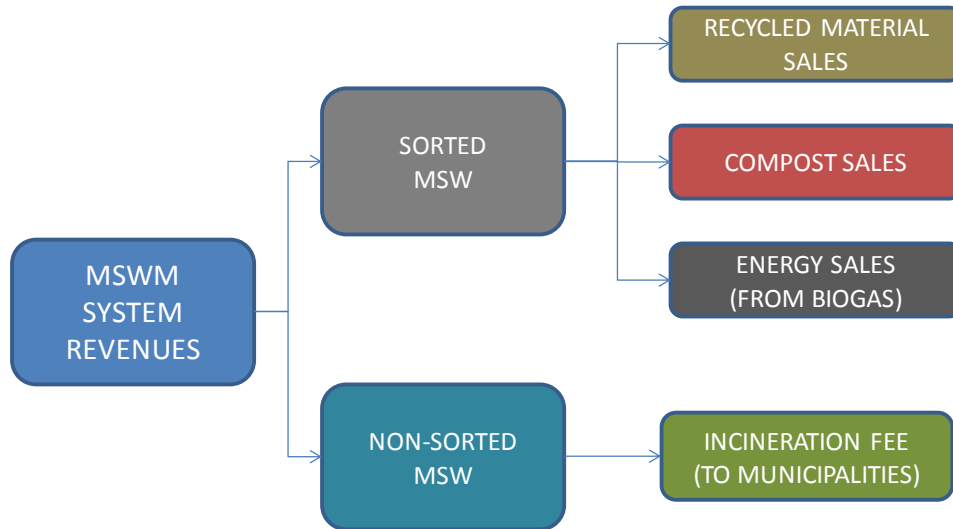 MSWM
SYSTEM
REVENUES
SORTED
MSW
RECYCLED MATERIAL
SALES
COMPOST SALES
ENERGY SALES
(FROM BIOGAS)
NON-SORTED
MSW
INCINERATION FEE
(TO MUNICIPALITIES)